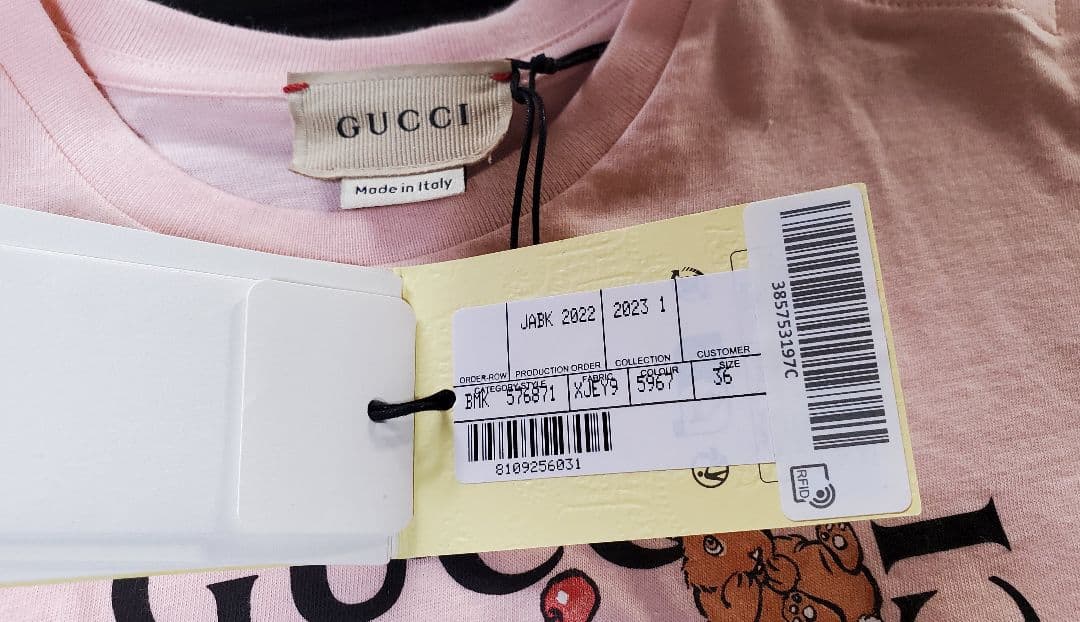 GUCCI
Made in Italy
JABK 2022
2023 1
ORDER-ROW
PRODUCTION ORDER
COLLECTION
CUSTOMER
CATEGORY STYLE
FABRIC
COLOUR
SIZE
BMK 576871
XJEY9
5967
36
8109256031
385753197C
RFID
GUCCI